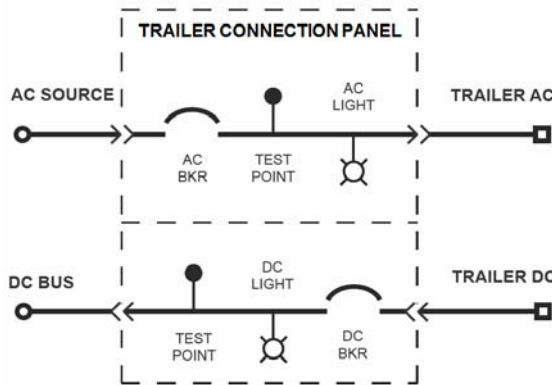 TRAILER CONNECTION PANEL
AC SOURCE
AC
LIGHT
TRAILER AC
AC
BKR
TEST
POINT
DC BUS
DC
LIGHT
TRAILER DC
TEST
POINT
DC
BKR